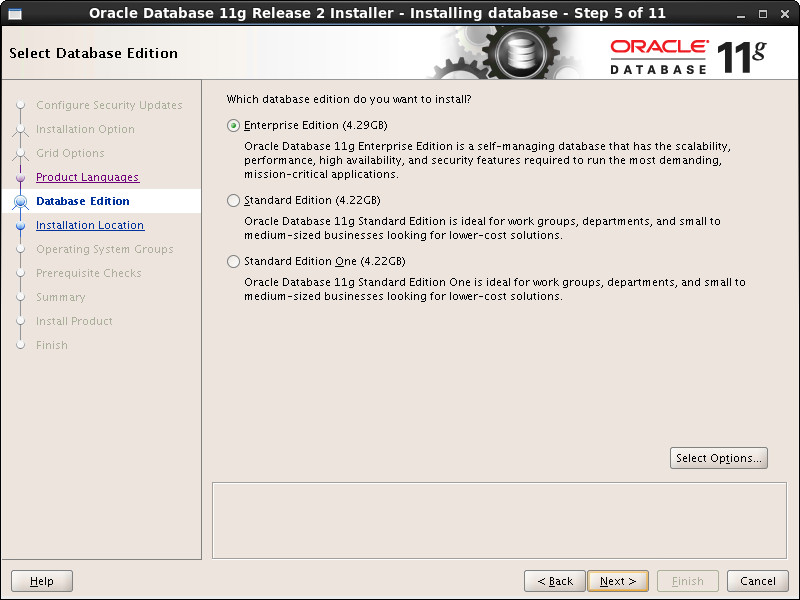 Oracle Database 11g Release 2 Installer - Installing database - Step 5 of 11
Select Database Edition
ORACLE®
DATABASE
11g
Configure Security Updates
Installation Option
Grid Options
Product Languages
Database Edition
Installation Location
Operating System Groups
Prerequisite Checks
Summary
Install Product
Finish
Which database edition do you want to install?
Enterprise Edition (4.29GB)
Oracle Database 11g Enterprise Edition is a self-managing database that has the scalability,
performance, high availability, and security features required to run the most demanding,
mission-critical applications.
Standard Edition (4.22GB)
Oracle Database 11g Standard Edition is ideal for work groups, departments, and small to
medium-sized businesses looking for lower-cost solutions.
Standard Edition One (4.22GB)
Oracle Database 11g Standard Edition One is ideal for work groups, departments, and small to
medium-sized businesses looking for lower-cost solutions.
Select Options...
Help
< Back
Next >
Finish
Cancel